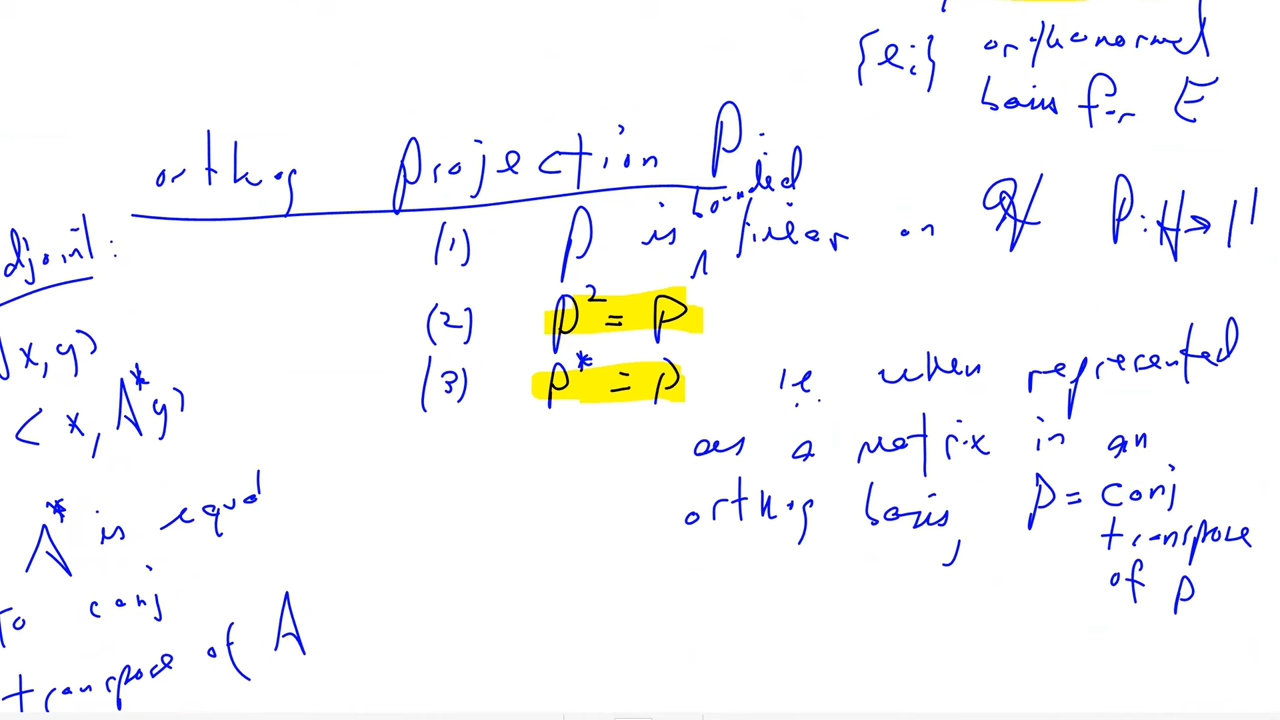 {ei} orthonormal
basis for E
orthog projection P
(1) P is bounded linear on H P: H → H
(2) P² = P
(3) P* = P i.e. when represented
as a matrix in an
orthog basis, P = conj
transpose
of P
djoint:
x, y⟩
⟨x, A*y⟩
A* is equal
To conj
transpose of A